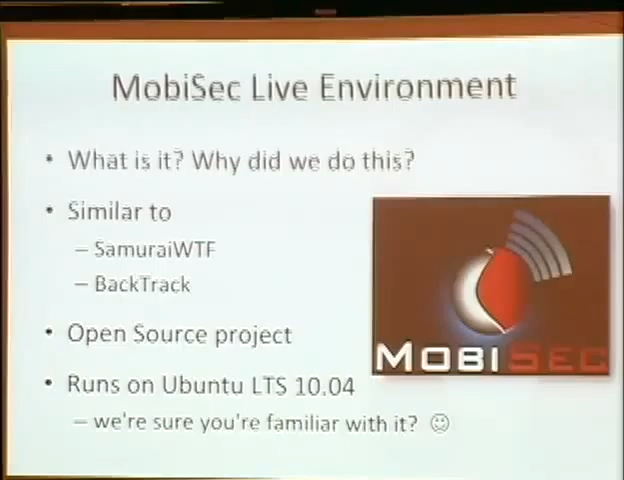 MobiSec Live Environment
• What is it? Why did we do this?
• Similar to
– SamuraiWTF
– BackTrack
• Open Source project
MOBISEC
• Runs on Ubuntu LTS 10.04
– we're sure you're familiar with it? ☺